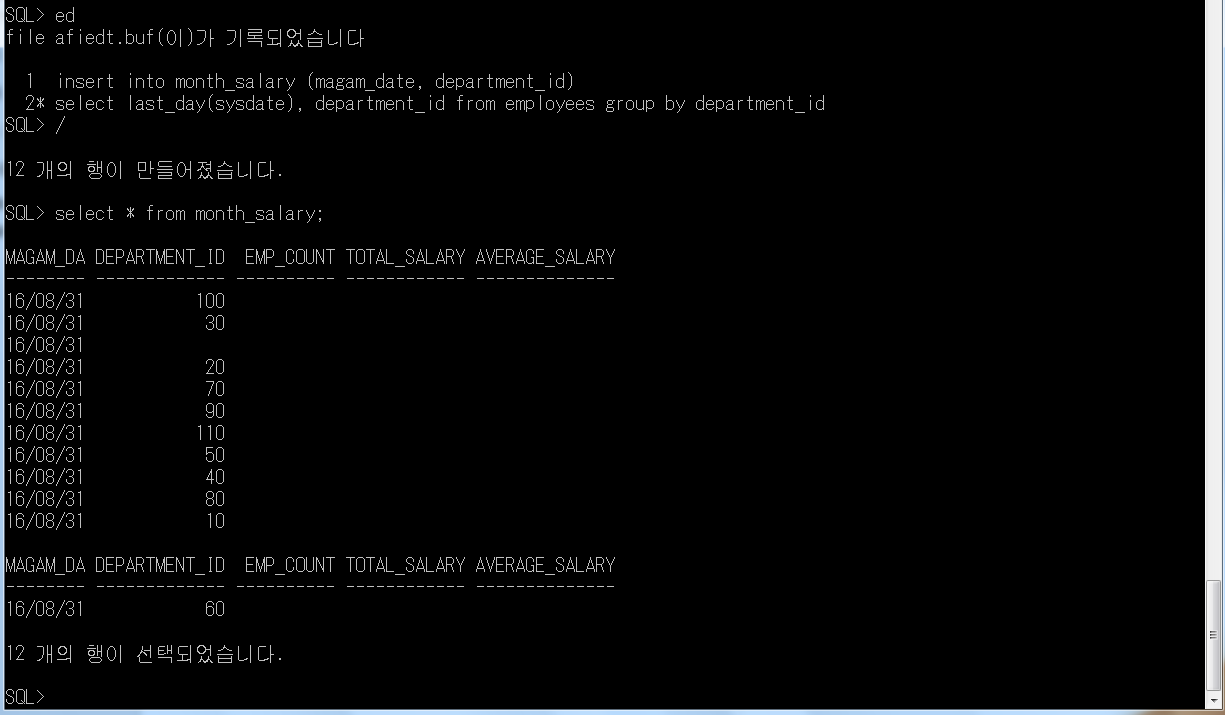 SQL> ed
file afiedt.buf(이)가 기록되었습니다
1 insert into month_salary (magam_date, department_id)
2* select last_day(sysdate), department_id from employees group by department_id
SQL> /
12 개의 행이 만들어졌습니다.
SQL> select * from month_salary;
MAGAM_DA DEPARTMENT_ID EMP_COUNT TOTAL_SALARY AVERAGE_SALARY
-------- ------------- ---------- ------------ --------------
16/08/31 100
16/08/31 30
16/08/31
16/08/31 20
16/08/31 70
16/08/31 90
16/08/31 110
16/08/31 50
16/08/31 40
16/08/31 80
16/08/31 10
MAGAM_DA DEPARTMENT_ID EMP_COUNT TOTAL_SALARY AVERAGE_SALARY
-------- ------------- ---------- ------------ --------------
16/08/31 60
12 개의 행이 선택되었습니다.
SQL>